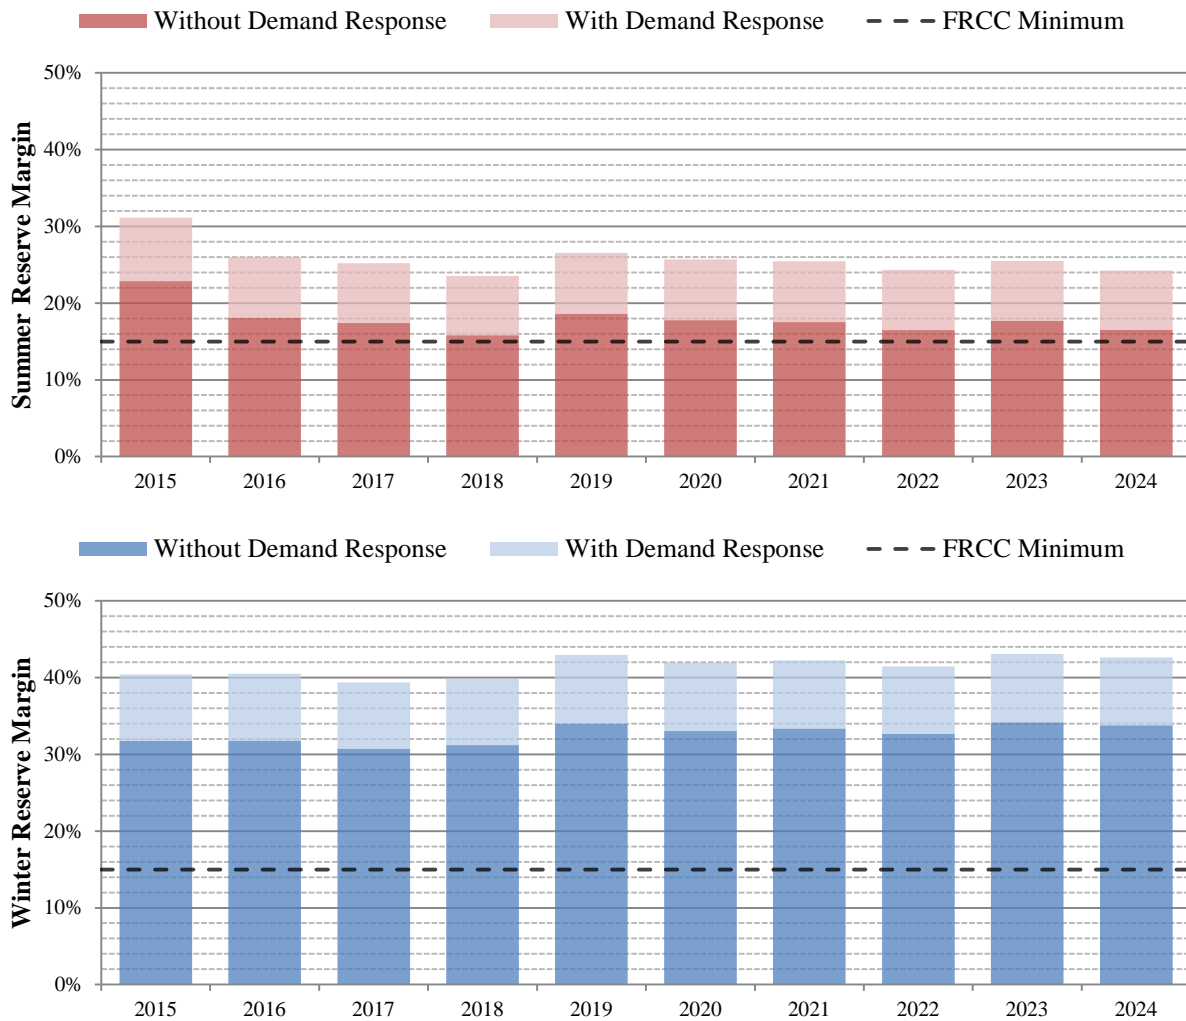 Without Demand Response With Demand Response FRCC Minimum
Summer Reserve Margin
50%
40%
30%
20%
10%
0%
2015 2016 2017 2018 2019 2020 2021 2022 2023 2024
Without Demand Response With Demand Response FRCC Minimum
Winter Reserve Margin
50%
40%
30%
20%
10%
0%
2015 2016 2017 2018 2019 2020 2021 2022 2023 2024